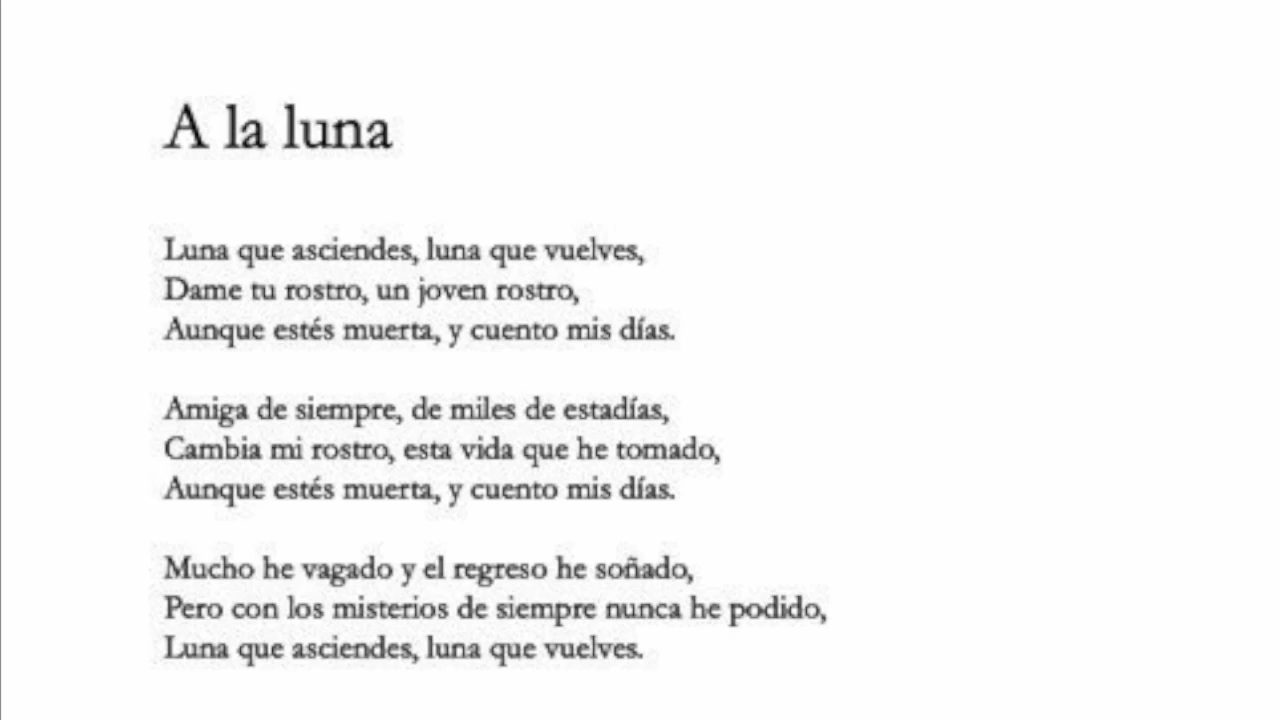 A la luna
Luna que asciendes, luna que vuelves,
Dame tu rostro, un joven rostro,
Aunque estés muerta, y cuento mis días.
Amiga de siempre, de miles de estadías,
Cambia mi rostro, esta vida que he tomado,
Aunque estés muerta, y cuento mis días.
Mucho he vagado y el regreso he soñado,
Pero con los misterios de siempre nunca he podido,
Luna que asciendes, luna que vuelves.